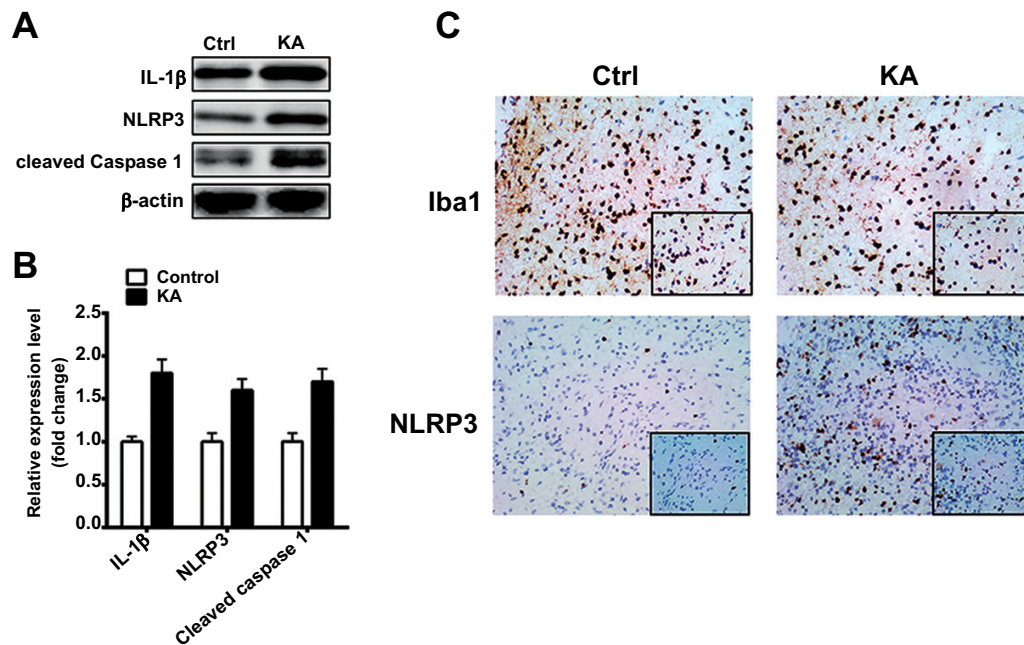 A
Ctrl KA
IL-1β
NLRP3
cleaved Caspase 1
β-actin
B
Control
KA
Relative expression level
(fold change)
2.5
2.0
1.5
1.0
0.5
0.0
IL-1β
NLRP3
Cleaved caspase 1
C
Ctrl KA
Iba1
NLRP3